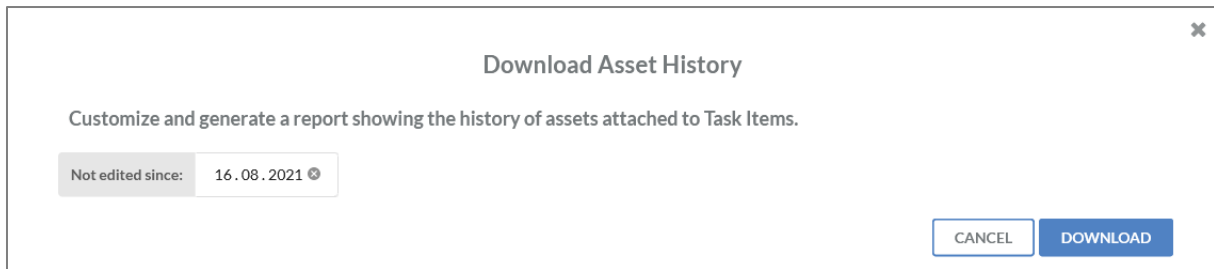 Download Asset History
Customize and generate a report showing the history of assets attached to Task Items.
Not edited since: 16.08.2021
CANCEL DOWNLOAD